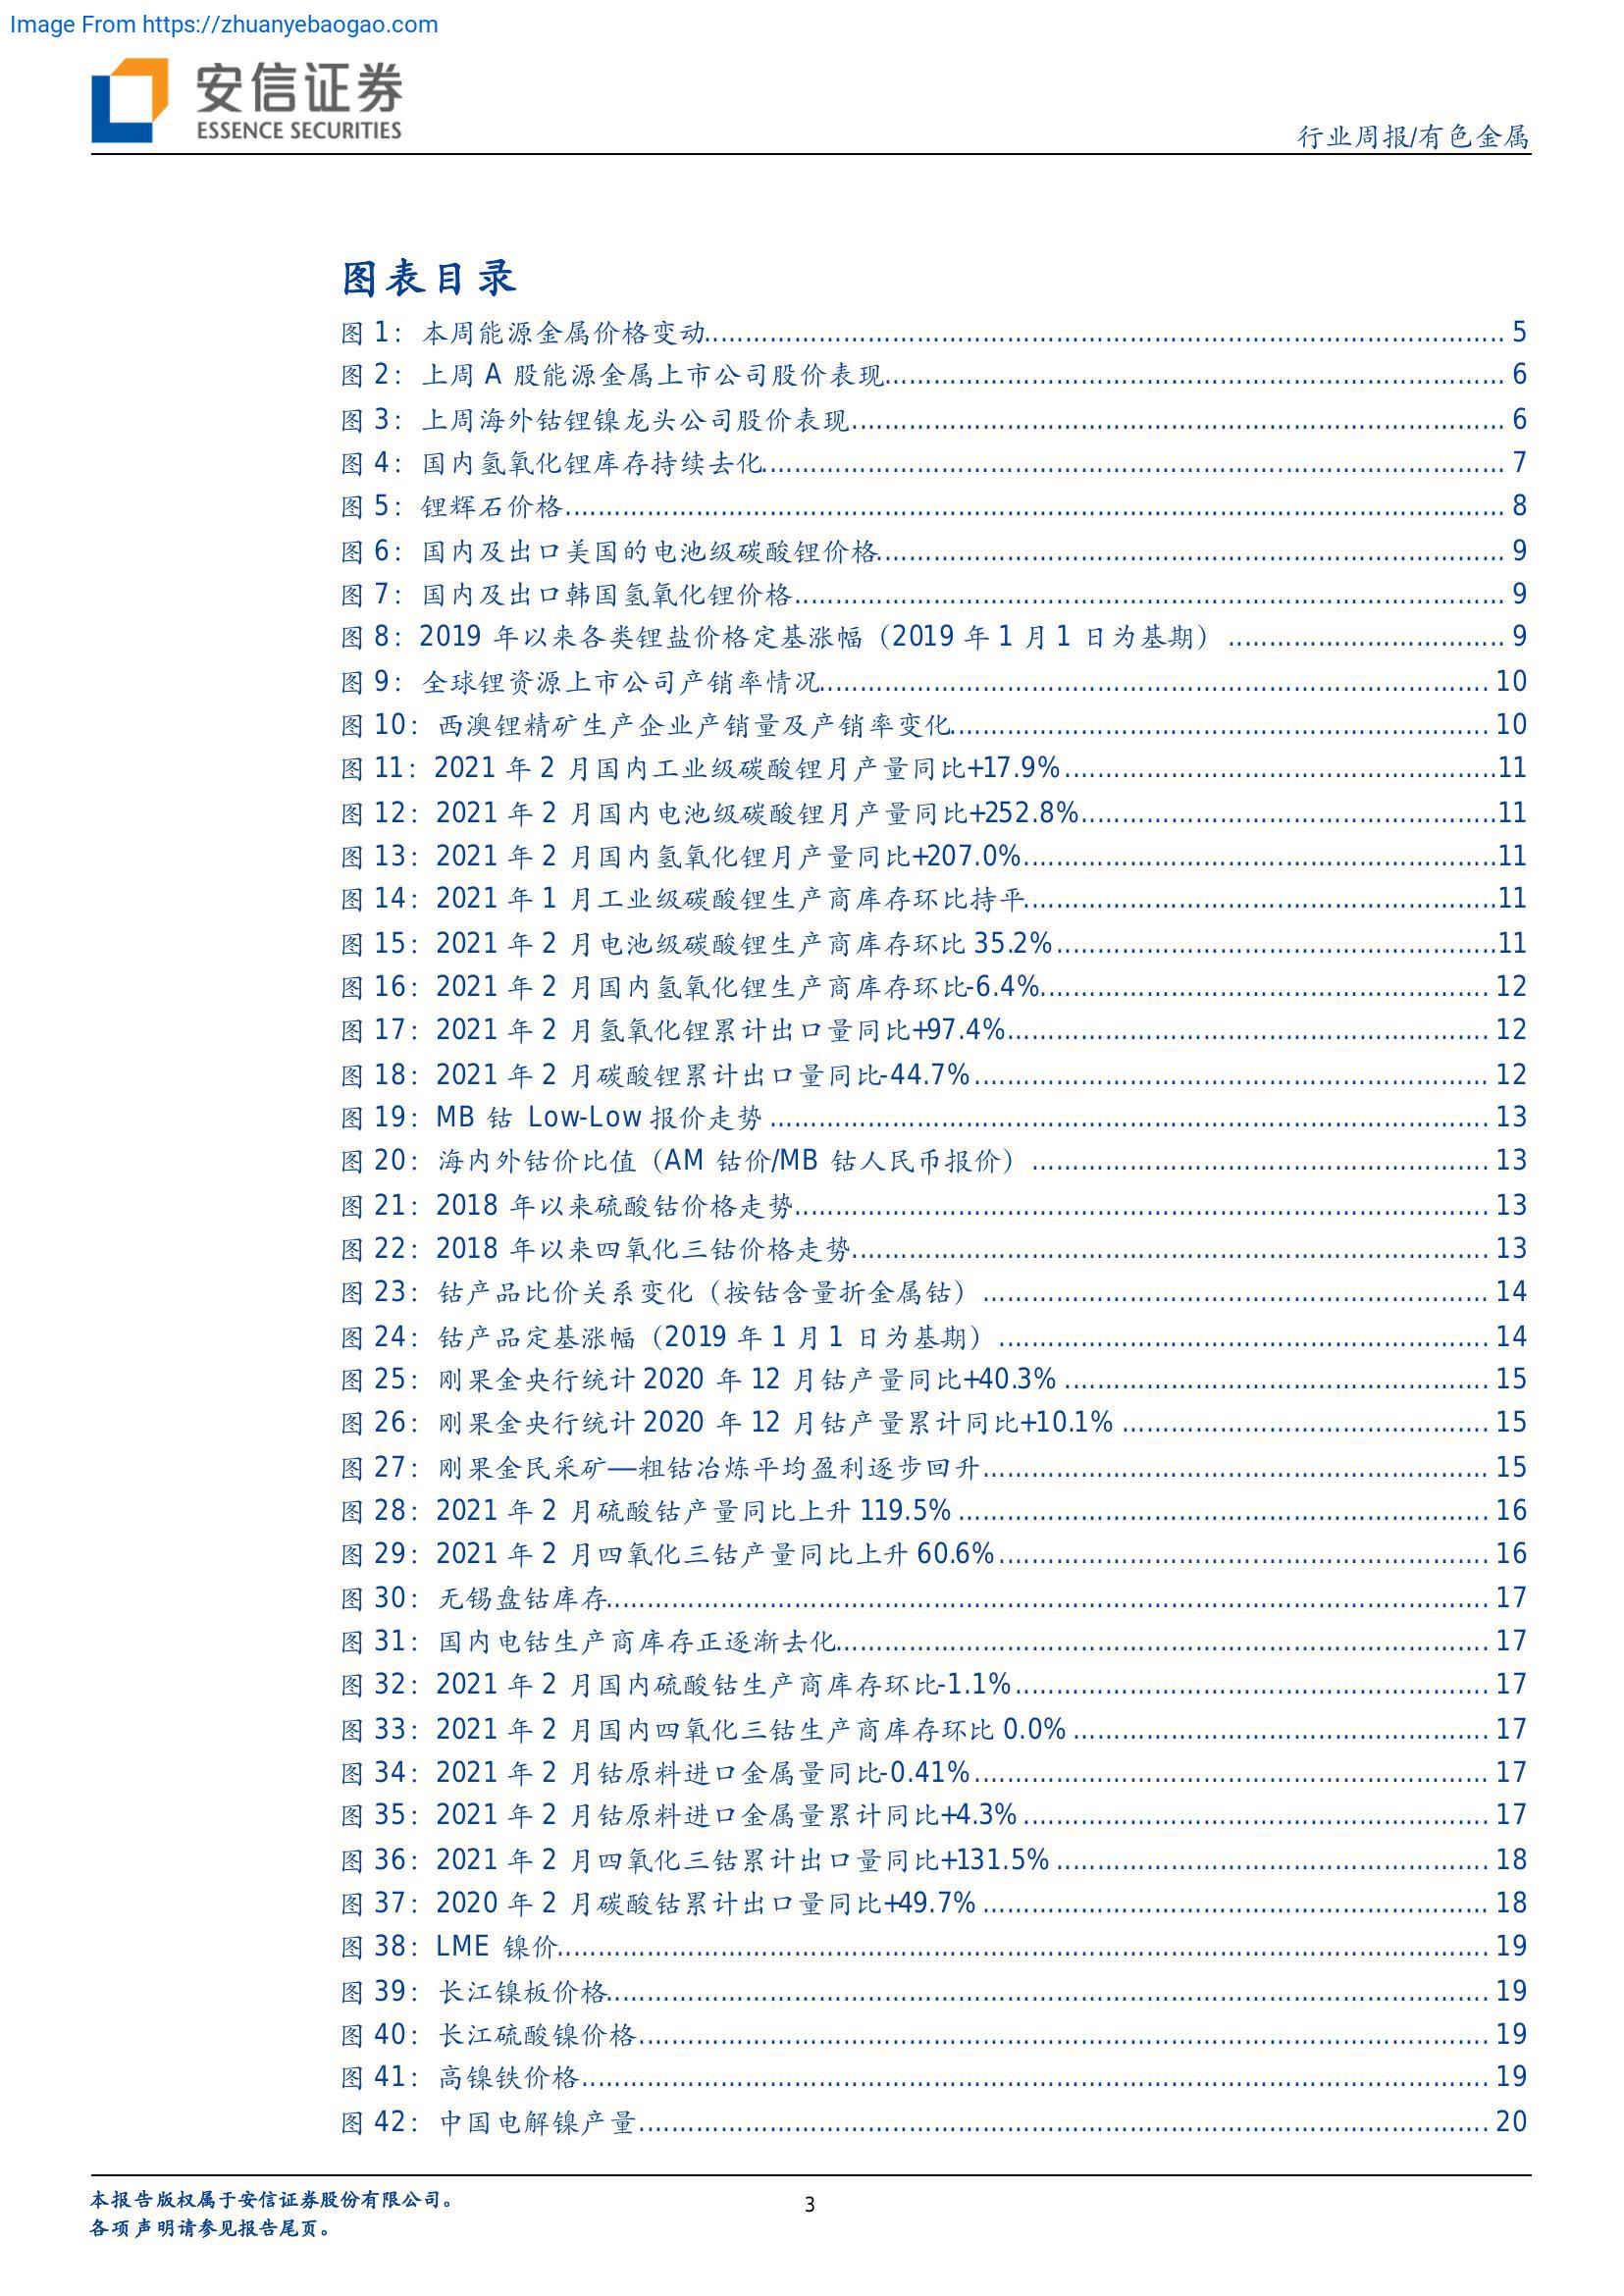 Image From https://zhuanyebaogao.com
安信证券
ESSENCE SECURITIES
行业周报/有色金属
图表目录
图 1：本周能源金属价格变动 5
图 2：上周 A 股能源金属上市公司股价表现 6
图 3：上周海外钴锂镍龙头公司股价表现 6
图 4：国内氢氧化锂库存持续去化 7
图 5：锂辉石价格 8
图 6：国内及出口美国的电池级碳酸锂价格 9
图 7：国内及出口韩国氢氧化锂价格 9
图 8：2019 年以来各类锂盐价格定基涨幅（2019 年 1 月 1 日为基期） 9
图 9：全球锂资源上市公司产销率情况 10
图 10：西澳锂精矿生产企业产销量及产销率变化 10
图 11：2021 年 2 月国内工业级碳酸锂月产量同比+17.9% 11
图 12：2021 年 2 月国内电池级碳酸锂月产量同比+252.8% 11
图 13：2021 年 2 月国内氢氧化锂月产量同比+207.0% 11
图 14：2021 年 1 月工业级碳酸锂生产商库存环比持平 11
图 15：2021 年 2 月电池级碳酸锂生产商库存环比 35.2% 11
图 16：2021 年 2 月国内氢氧化锂生产商库存环比-6.4% 12
图 17：2021 年 2 月氢氧化锂累计出口量同比+97.4% 12
图 18：2021 年 2 月碳酸锂累计出口量同比-44.7% 12
图 19：MB 钴 Low-Low 报价走势 13
图 20：海内外钴价比值（AM 钴价/MB 钴人民币报价） 13
图 21：2018 年以来硫酸钴价格走势 13
图 22：2018 年以来四氧化三钴价格走势 13
图 23：钴产品比价关系变化（按钴含量折金属钴） 14
图 24：钴产品定基涨幅（2019 年 1 月 1 日为基期） 14
图 25：刚果金央行统计 2020 年 12 月钴产量同比+40.3% 15
图 26：刚果金央行统计 2020 年 12 月钴产量累计同比+10.1% 15
图 27：刚果金民采矿—粗钴冶炼平均盈利逐步回升 15
图 28：2021 年 2 月硫酸钴产量同比上升 119.5% 16
图 29：2021 年 2 月四氧化三钴产量同比上升 60.6% 16
图 30：无锡盘钴库存 17
图 31：国内电钴生产商库存正逐渐去化 17
图 32：2021 年 2 月国内硫酸钴生产商库存环比-1.1% 17
图 33：2021 年 2 月国内四氧化三钴生产商库存环比 0.0% 17
图 34：2021 年 2 月钴原料进口金属量同比-0.41% 17
图 35：2021 年 2 月钴原料进口金属量累计同比+4.3% 17
图 36：2021 年 2 月四氧化三钴累计出口量同比+131.5% 18
图 37：2020 年 2 月碳酸钴累计出口量同比+49.7% 18
图 38：LME 镍价 19
图 39：长江镍板价格 19
图 40：长江硫酸镍价格 19
图 41：高镍铁价格 19
图 42：中国电解镍产量 20
本报告版权属于安信证券股份有限公司。
各项声明请参见报告尾页。
3